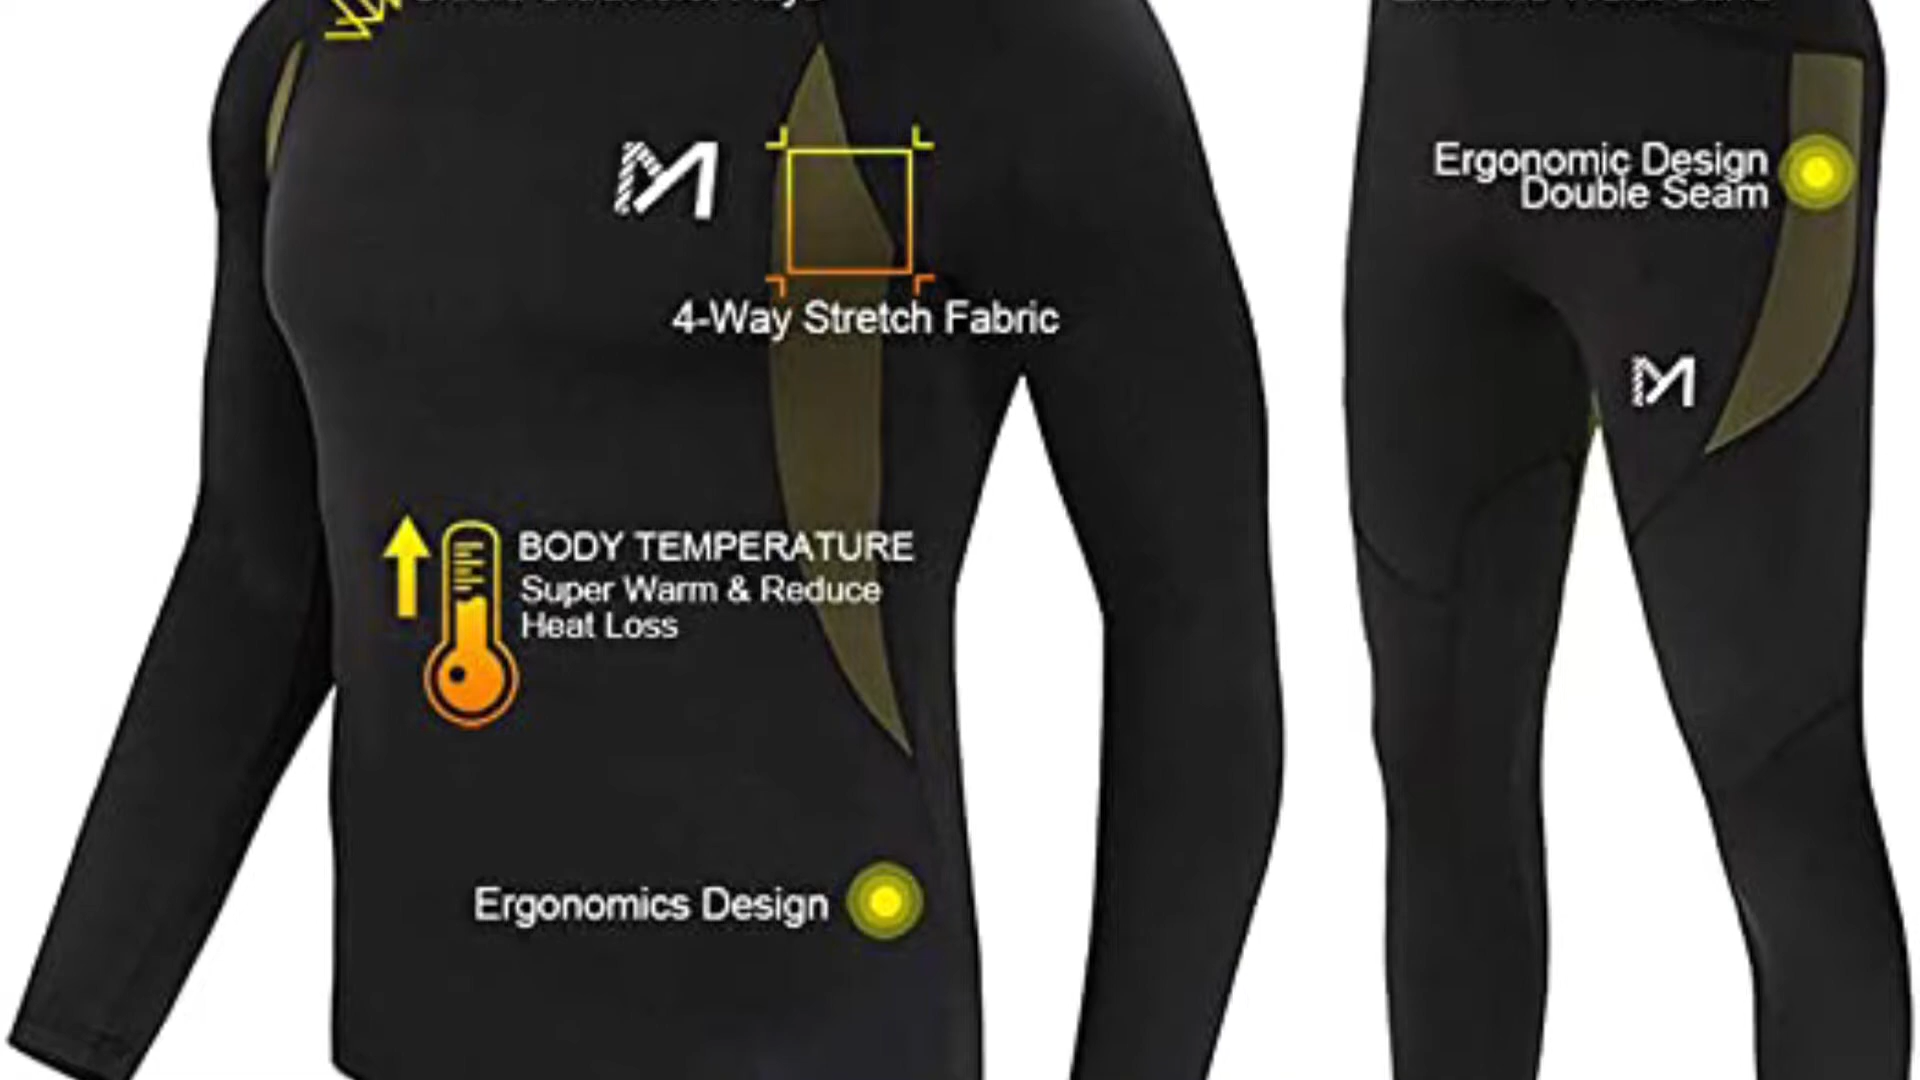 4-Way Stretch Fabric
BODY TEMPERATURE
Super Warm & Reduce
Heat Loss
Ergonomics Design
Ergonomic Design
Double Seam